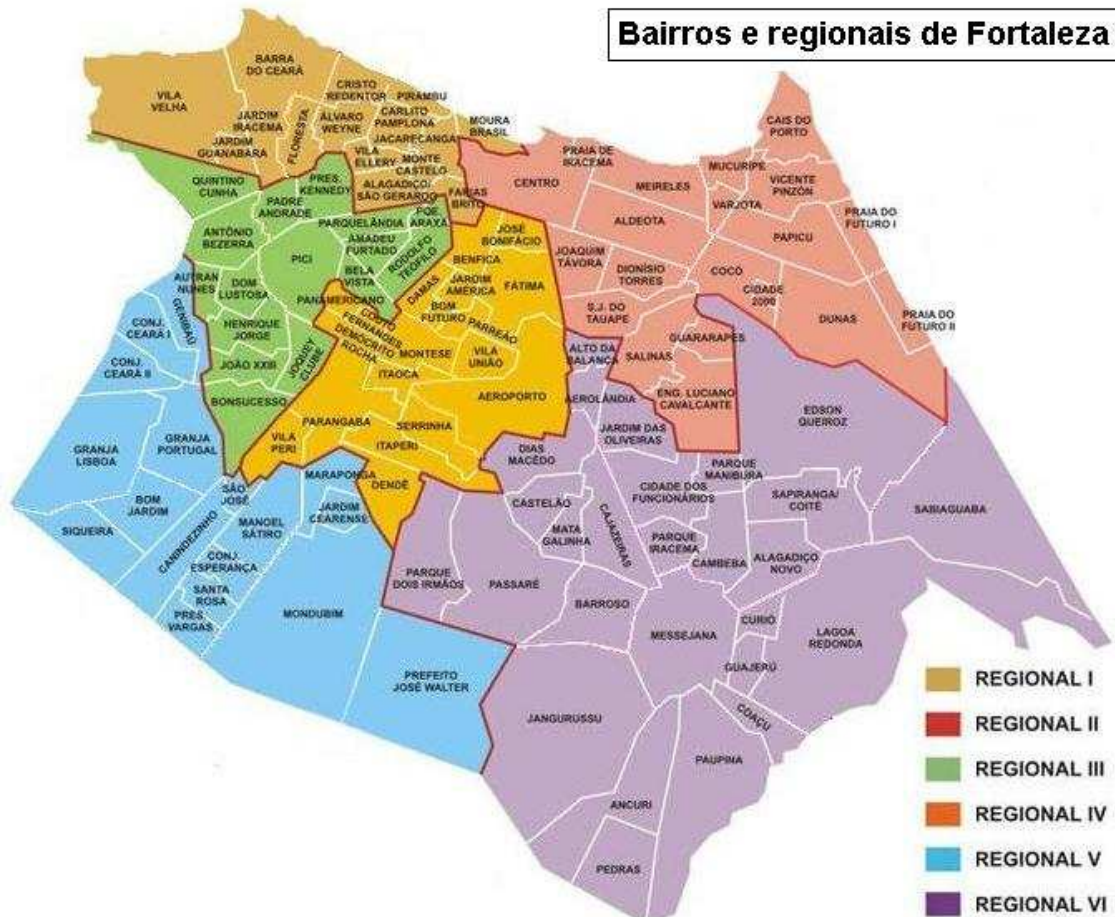 Bairros e regionais de Fortaleza
BARRA
DO CEARÁ
VILA
VELHA
CRISTO
REDENTOR
PIRAMBU
CARLITO
PAMPLONA
ÁLVARO
WEYNE
JARDIM
IRACEMA
FLORESTA
JARDIM
GUANABARA
JACARECANGA
MOURA
BRASIL
VILA
ELLERY
MONTE
CASTELO
ALAGADIÇO/
SÃO GERARDO
FARIAS
BRITO
CAIS DO
PORTO
PRAIA DE
IRACEMA
CENTRO
MEIRELES
MUCURIPE
VICENTE
PINZÓN
VARJOTA
PRAIA DO
FUTURO I
ALDEOTA
PAPICU
JOAQUIM
TÁVORA
DIONÍSIO
TORRES
COCÓ
CIDADE
2000
DUNAS
PRAIA DO
FUTURO II
S.J. DO
TAUAPE
GUARARAPES
SALINAS
ENG. LUCIANO
CAVALCANTE
QUINTINO
CUNHA
PRES.
KENNEDY
PADRE
ANDRADE
PARQUELÂNDIA
PQE
ARAXÁ
ANTÔNIO
BEZERRA
AMADEU
FURTADO
RODOLFO
TEÓFILO
PICI
BELA
VISTA
AUTRAN
NUNES
DOM
LUSTOSA
PANAMERICANO
HENRIQUE
JORGE
JOÃO XXIII
JOQUEY
CLUBE
BONSUCESSO
JOSÉ
BONIFÁCIO
BENFICA
DAMAS
JARDIM
AMÉRICA
FÁTIMA
BOM
FUTURO
PARREÃO
COUTO
FERNANDES
DEMÓCRITO
ROCHA
MONTESE
VILA
UNIÃO
ITAOCA
AEROPORTO
PARANGABA
SERRINHA
VILA
PERI
ITAPERI
DENDÊ
GENIBAÚ
CONJ.
CEARÁ I
CONJ.
CEARÁ II
GRANJA
PORTUGAL
GRANJA
LISBOA
BOM
JARDIM
SIQUEIRA
SÃO
JOSÉ
CANINDEZINHO
MARAPONGA
JARDIM
CEARENSE
MANOEL
SÁTIRO
CONJ.
ESPERANÇA
SANTA
ROSA
PRES.
VARGAS
MONDUBIM
PREFEITO
JOSÉ WALTER
ALTO DA
BALANÇA
AEROLÂNDIA
JARDIM DAS
OLIVEIRAS
EDSON
QUEIROZ
DIAS
MACÊDO
PARQUE
MANIBURA
CIDADE DOS
FUNCIONÁRIOS
SAPIRANGA/
COITÉ
SABIAGUABA
CASTELÃO
MATA
GALINHA
CAJAZEIRAS
PARQUE
IRACEMA
CAMBEBA
ALAGADIÇO
NOVO
PARQUE
DOIS IRMÃOS
PASSARÉ
BARROSO
MESSEJANA
CURIO
LAGOA
REDONDA
GUAJERÚ
COAÇU
JANGURUSSU
PAUPINA
ANCURI
PEDRAS
REGIONAL I
REGIONAL II
REGIONAL III
REGIONAL IV
REGIONAL V
REGIONAL VI